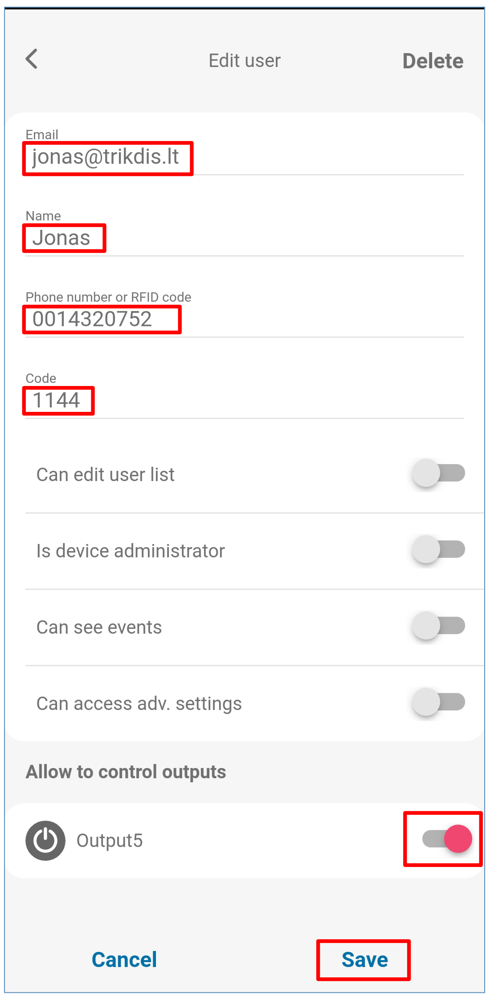 Edit user
Delete
Email
jonas@trikdis.lt
Name
Jonas
Phone number or RFID code
0014320752
Code
1144
Can edit user list
Is device administrator
Can see events
Can access adv. settings
Allow to control outputs
Output5
Cancel
Save